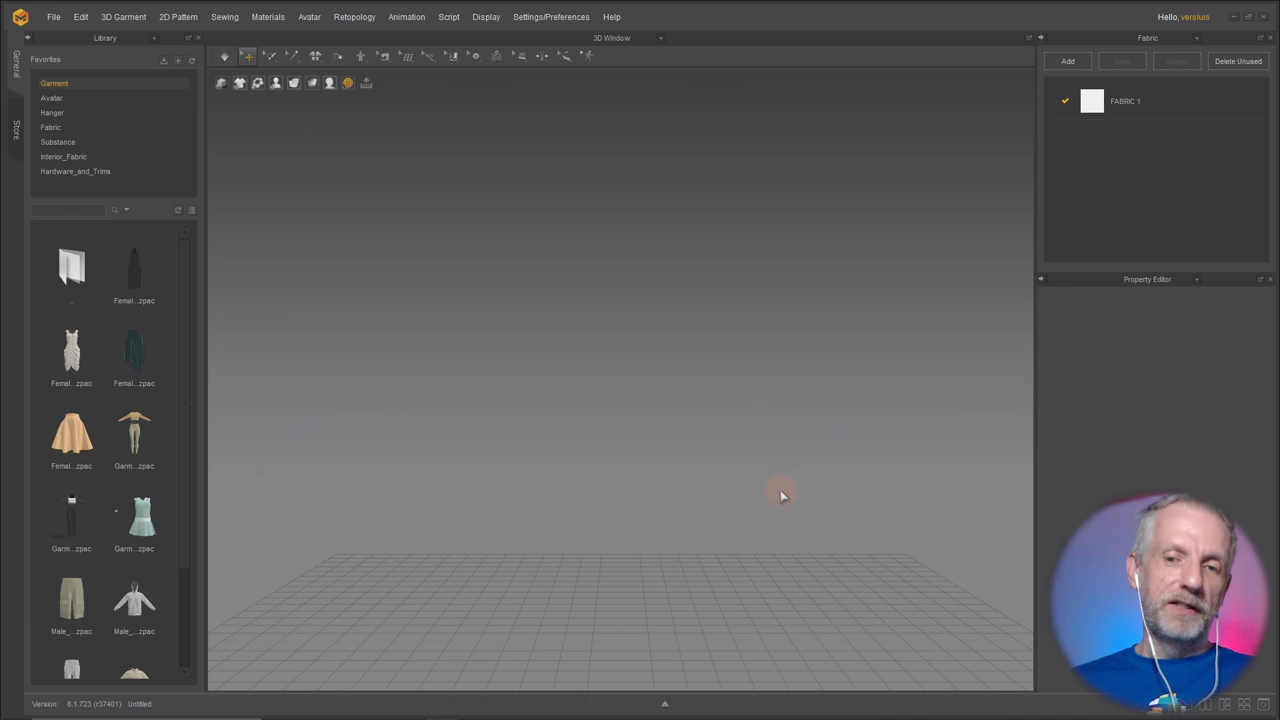 File Edit 3D Garment 2D Pattern Sewing Materials Avatar Retopology Animation Script Display Settings/Preferences Help Hello, versluis
Library 3D Window Fabric
General
Store
Favorites
Garment
Avatar
Hanger
Fabric
Substance
Interior_Fabric
Hardware_and_Trims
Add Delete Unused
FABRIC 1
Property Editor
.. Femal...zpac
Femal...zpac Femal...zpac
Femal...zpac Garm...zpac
Garm...zpac Garm...zpac
Male_...zpac Male_...zpac
Version: 6.1.723 (r37401) Untitled